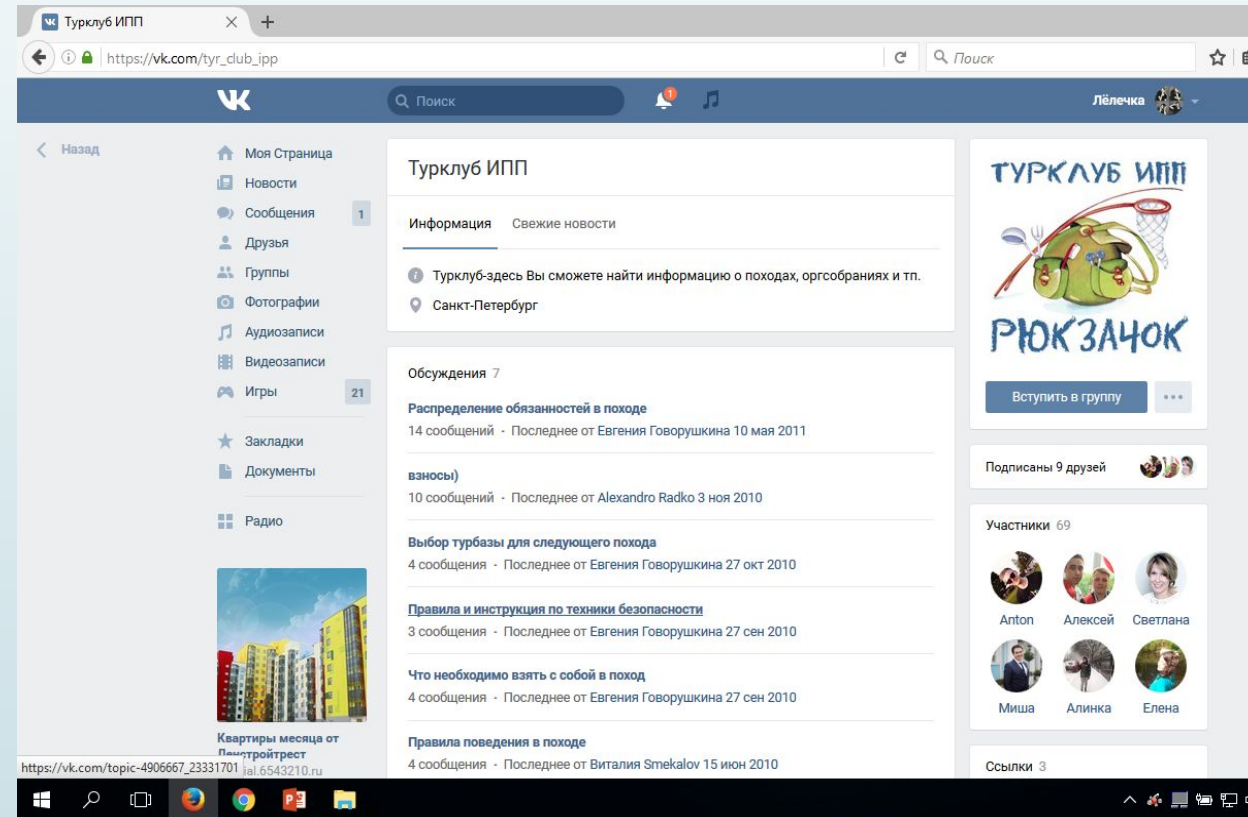 Турклуб ИПП
https://vk.com/tyr_club_ipp
Поиск
Поиск
1
Лёлечка
Назад
Моя Страница
Новости
Сообщения 1
Друзья
Группы
Фотографии
Аудиозаписи
Видеозаписи
Игры 21
Закладки
Документы
Радио
Квартиры месяца от
Ленстройтрест
ial.6543210.ru
https://vk.com/topic-4906667_23331701
Турклуб ИПП
Информация Свежие новости
Турклуб-здесь Вы сможете найти информацию о походах, оргсобраниях и тп.
Санкт-Петербург
Обсуждения 7
Распределение обязанностей в походе
14 сообщений · Последнее от Евгения Говорушкина 10 мая 2011
взносы)
10 сообщений · Последнее от Alexandro Radko 3 ноя 2010
Выбор турбазы для следующего похода
4 сообщения · Последнее от Евгения Говорушкина 27 окт 2010
Правила и инструкция по техники безопасности
3 сообщения · Последнее от Евгения Говорушкина 27 сен 2010
Что необходимо взять с собой в поход
4 сообщения · Последнее от Евгения Говорушкина 27 сен 2010
Правила поведения в походе
4 сообщения · Последнее от Виталия Smekalov 15 июн 2010
ТУРКЛУБ ИПП
РЮКЗАЧОК
Вступить в группу
Подписаны 9 друзей
Участники 69
Anton Алексей Светлана
Миша Алинка Елена
Ссылки 3